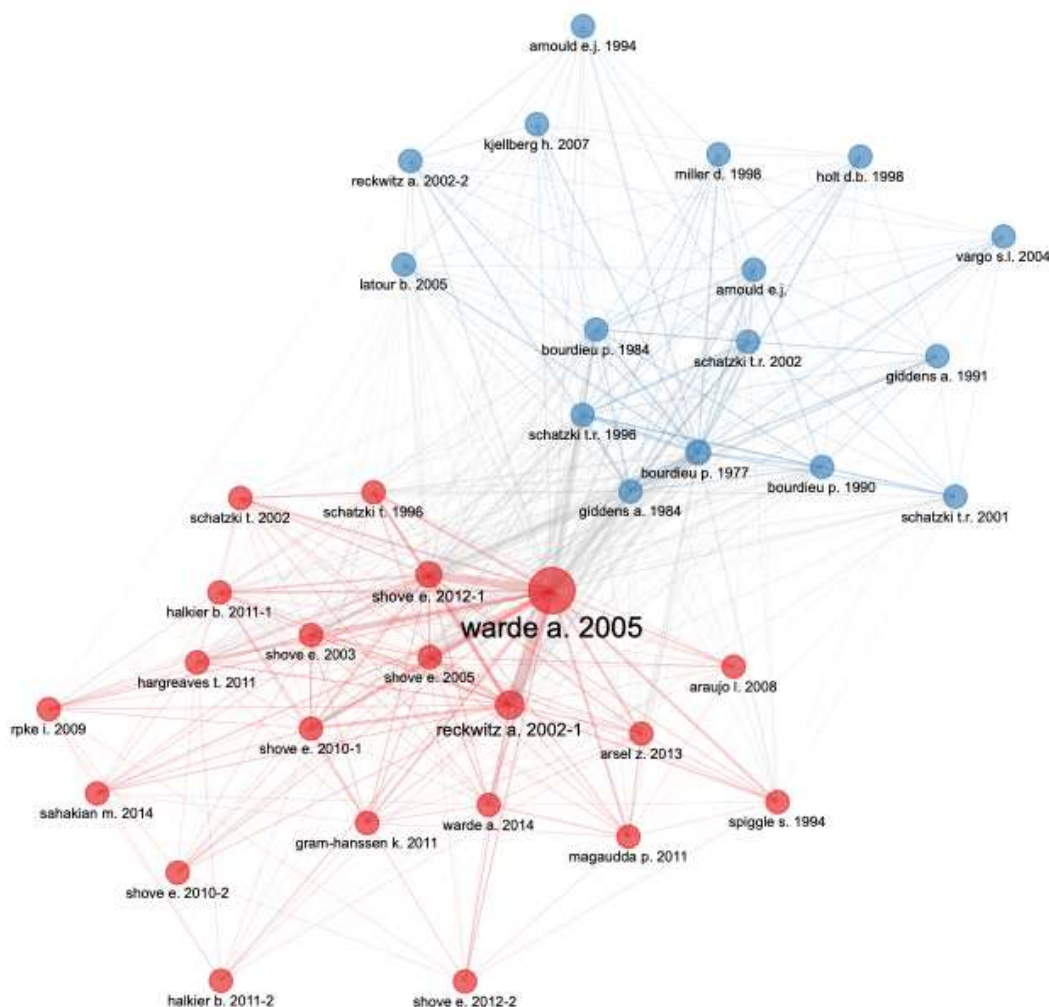 arnould e.j. 1994
kjellberg h. 2007
reckwitz a. 2002-2
miller d. 1998
holt d.b. 1998
vargo s.l. 2004
latour b. 2005
arnould e.j.
bourdieu p. 1984
schatzki t.r. 2002
giddens a. 1991
schatzki t.r. 1996
bourdieu p. 1977
bourdieu p. 1990
giddens a. 1984
schatzki t.r. 2001
schatzki t. 2002
schatzki t. 1996
shove e. 2012-1
halkier b. 2011-1
warde a. 2005
shove e. 2003
shove e. 2005
hargreaves t. 2011
araujo l. 2008
rpke i. 2009
reckwitz a. 2002-1
shove e. 2010-1
arsel z. 2013
sahakian m. 2014
spiggle s. 1994
warde a. 2014
gram-hanssen k. 2011
magaudda p. 2011
shove e. 2010-2
halkier b. 2011-2
shove e. 2012-2